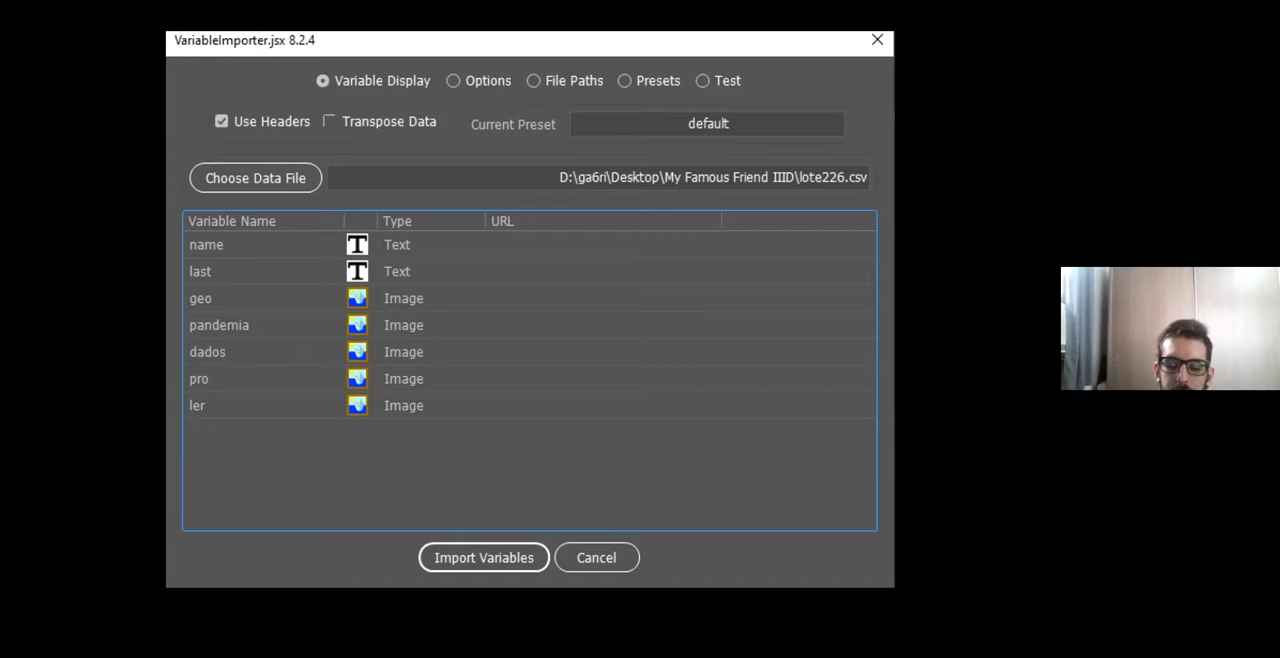 VariableImporter.jsx 8.2.4
Variable Display Options File Paths Presets Test
Use Headers Transpose Data Current Preset default
Choose Data File D:\ga6ri\Desktop\My Famous Friend IIID\lote226.csv
Variable Name Type URL
name T Text
last T Text
geo Image
pandemia Image
dados Image
pro Image
ler Image
Import Variables Cancel